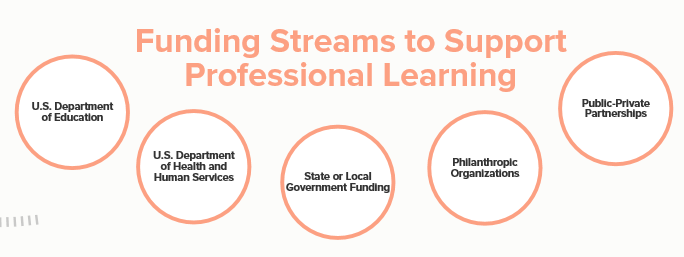 Funding Streams to Support
Professional Learning
U.S. Department
of Education
U.S. Department
of Health and
Human Services
State or Local
Government Funding
Philanthropic
Organizations
Public-Private
Partnerships